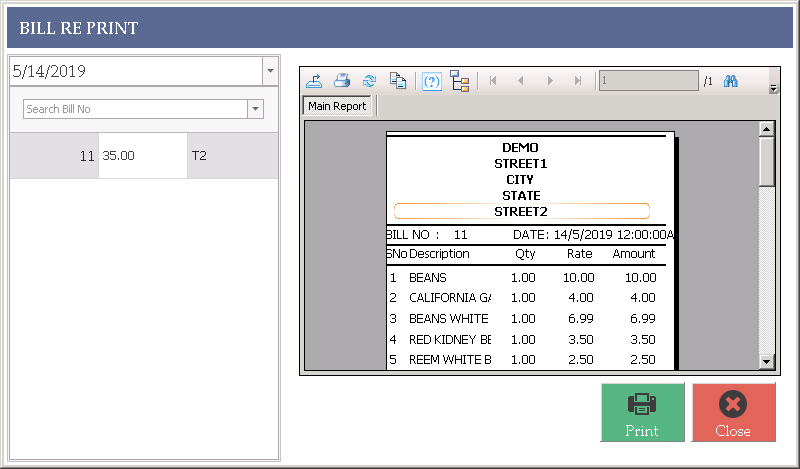 BILL RE PRINT
5/14/2019
Search Bill No
11 35.00 T2
(?)
1 /1
Main Report
DEMO
STREET1
CITY
STATE
STREET2
BILL NO : 11 DATE: 14/5/2019 12:00:00A
SNo Description Qty Rate Amount
1 BEANS 1.00 10.00 10.00
2 CALIFORNIA GA 1.00 4.00 4.00
3 BEANS WHITE 1.00 6.99 6.99
4 RED KIDNEY BE 1.00 3.50 3.50
5 REEM WHITE B 1.00 2.50 2.50
Print
Close